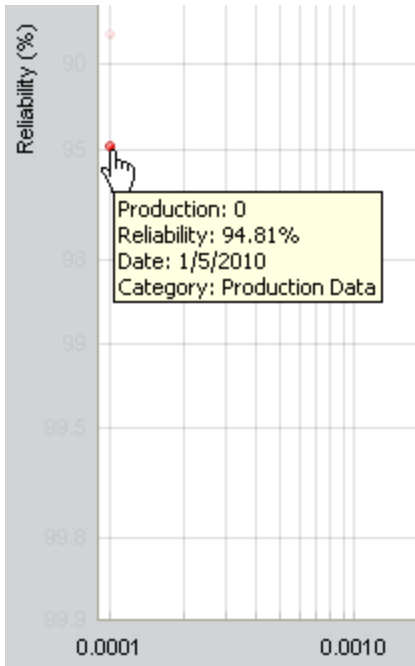 Reliability (%)
90
95
Production: 0
Reliability: 94.81%
Date: 1/5/2010
Category: Production Data
98
99
99.5
99.8
99.9
0.0001
0.0010